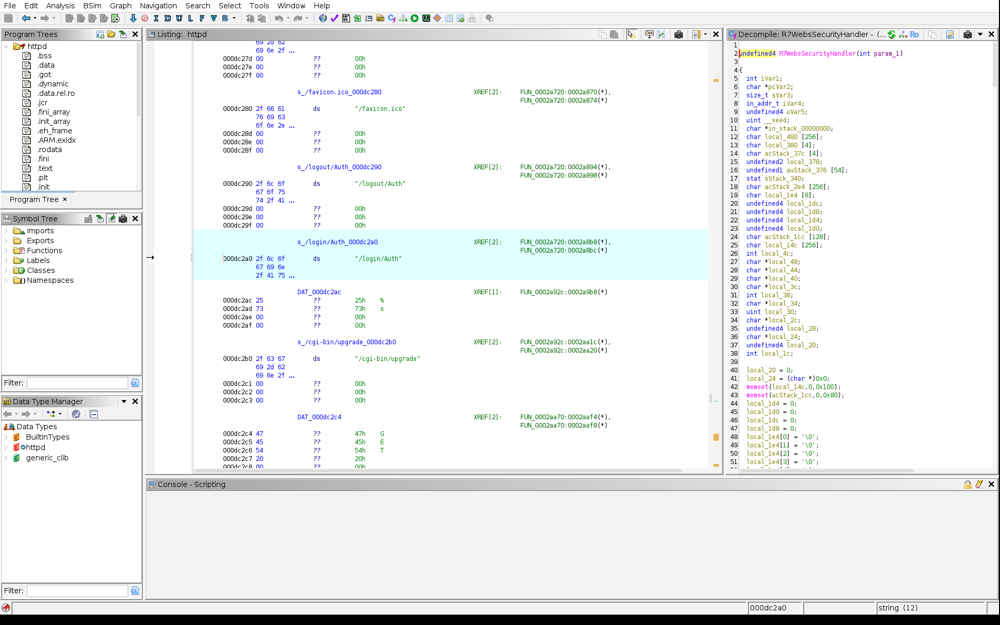 File Edit Analysis BSim Graph Navigation Search Select Tools Window Help
I D U L F V B
Program Trees
httpd
.bss
.data
.got
.dynamic
.data.rel.ro
.jcr
.fini_array
.init_array
.eh_frame
.ARM.exidx
.rodata
.fini
.text
.plt
.init
Program Tree ×
Symbol Tree
Imports
Exports
Functions
Labels
Classes
Namespaces
Filter:
Data Type Manager
Data Types
BuiltInTypes
httpd
generic_clib
Filter:
Listing: httpd
69 2d 62
69 6e 2f ...
000dc27d 00 ?? 00h
000dc27e 00 ?? 00h
000dc27f 00 ?? 00h
s_/favicon.ico_000dc280 XREF[2]: FUN_0002a720:0002a870(*),
FUN_0002a720:0002a874(*)
000dc280 2f 66 61 ds "/favicon.ico"
76 69 63
6f 6e 2e ...
000dc28d 00 ?? 00h
000dc28e 00 ?? 00h
000dc28f 00 ?? 00h
s_/logout/Auth_000dc290 XREF[2]: FUN_0002a720:0002a894(*),
FUN_0002a720:0002a898(*)
000dc290 2f 6c 6f ds "/logout/Auth"
67 6f 75
74 2f 41 ...
000dc29d 00 ?? 00h
000dc29e 00 ?? 00h
000dc29f 00 ?? 00h
s_/login/Auth_000dc2a0 XREF[2]: FUN_0002a720:0002a8b8(*),
FUN_0002a720:0002a8bc(*)
000dc2a0 2f 6c 6f ds "/login/Auth"
67 69 6e
2f 41 75 ...
DAT_000dc2ac XREF[1]: FUN_0002a92c:0002a9b8(*)
000dc2ac 25 ?? 25h %
000dc2ad 73 ?? 73h s
000dc2ae 00 ?? 00h
000dc2af 00 ?? 00h
s_/cgi-bin/upgrade_000dc2b0 XREF[2]: FUN_0002a92c:0002aa1c(*),
FUN_0002a92c:0002aa20(*)
000dc2b0 2f 63 67 ds "/cgi-bin/upgrade"
69 2d 62
69 6e 2f ...
000dc2c1 00 ?? 00h
000dc2c2 00 ?? 00h
000dc2c3 00 ?? 00h
DAT_000dc2c4 XREF[2]: FUN_0002aa70:0002aaf4(*),
FUN_0002aa70:0002aaf8(*)
000dc2c4 47 ?? 47h G
000dc2c5 45 ?? 45h E
000dc2c6 54 ?? 54h T
000dc2c7 20 ?? 20h
000dc2c8 00 ?? 00h
Decompile: R7WebsSecurityHandler - (... Ro
1
2 undefined4 R7WebsSecurityHandler(int param_1)
3
4 {
5 int iVar1;
6 char *pcVar2;
7 size_t sVar3;
8 in_addr_t iVar4;
9 undefined4 uVar5;
10 uint __seed;
11 char *in_stack_00000000;
12 char local_480 [256];
13 char local_380 [4];
14 char acStack_37c [4];
15 undefined2 local_378;
16 undefined1 auStack_376 [54];
17 stat sStack_340;
18 char acStack_2e4 [256];
19 char local_1e4 [8];
20 undefined4 local_1dc;
21 undefined4 local_1d8;
22 undefined4 local_1d4;
23 undefined4 local_1d0;
24 char acStack_1cc [128];
25 char local_14c [256];
26 int local_4c;
27 char *local_48;
28 char *local_44;
29 char *local_40;
30 char *local_3c;
31 int local_38;
32 char *local_34;
33 uint local_30;
34 char *local_2c;
35 undefined4 local_28;
36 char *local_24;
37 undefined4 local_20;
38 int local_1c;
39
40 local_20 = 0;
41 local_24 = (char *)0x0;
42 memset(local_14c,0,0x100);
43 memset(acStack_1cc,0,0x80);
44 local_1d4 = 0;
45 local_1d0 = 0;
46 local_1dc = 0;
47 local_1d8 = 0;
48 local_1e4[0] = '\0';
49 local_1e4[1] = '\0';
50 local_1e4[2] = '\0';
51 local_1e4[3] = '\0';
Console - Scripting
000dc2a0
string (12)